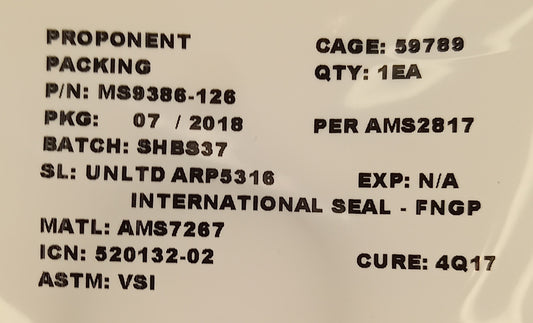 PROPONENT CAGE: 59789
PACKING QTY: 1EA
P/N: MS9386-126
PKG: 07 / 2018 PER AMS2817
BATCH: SHBS37
SL: UNLTD ARP5316 EXP: N/A
INTERNATIONAL SEAL - FNGP
MATL: AMS7267
ICN: 520132-02 CURE: 4Q17
ASTM: VSI